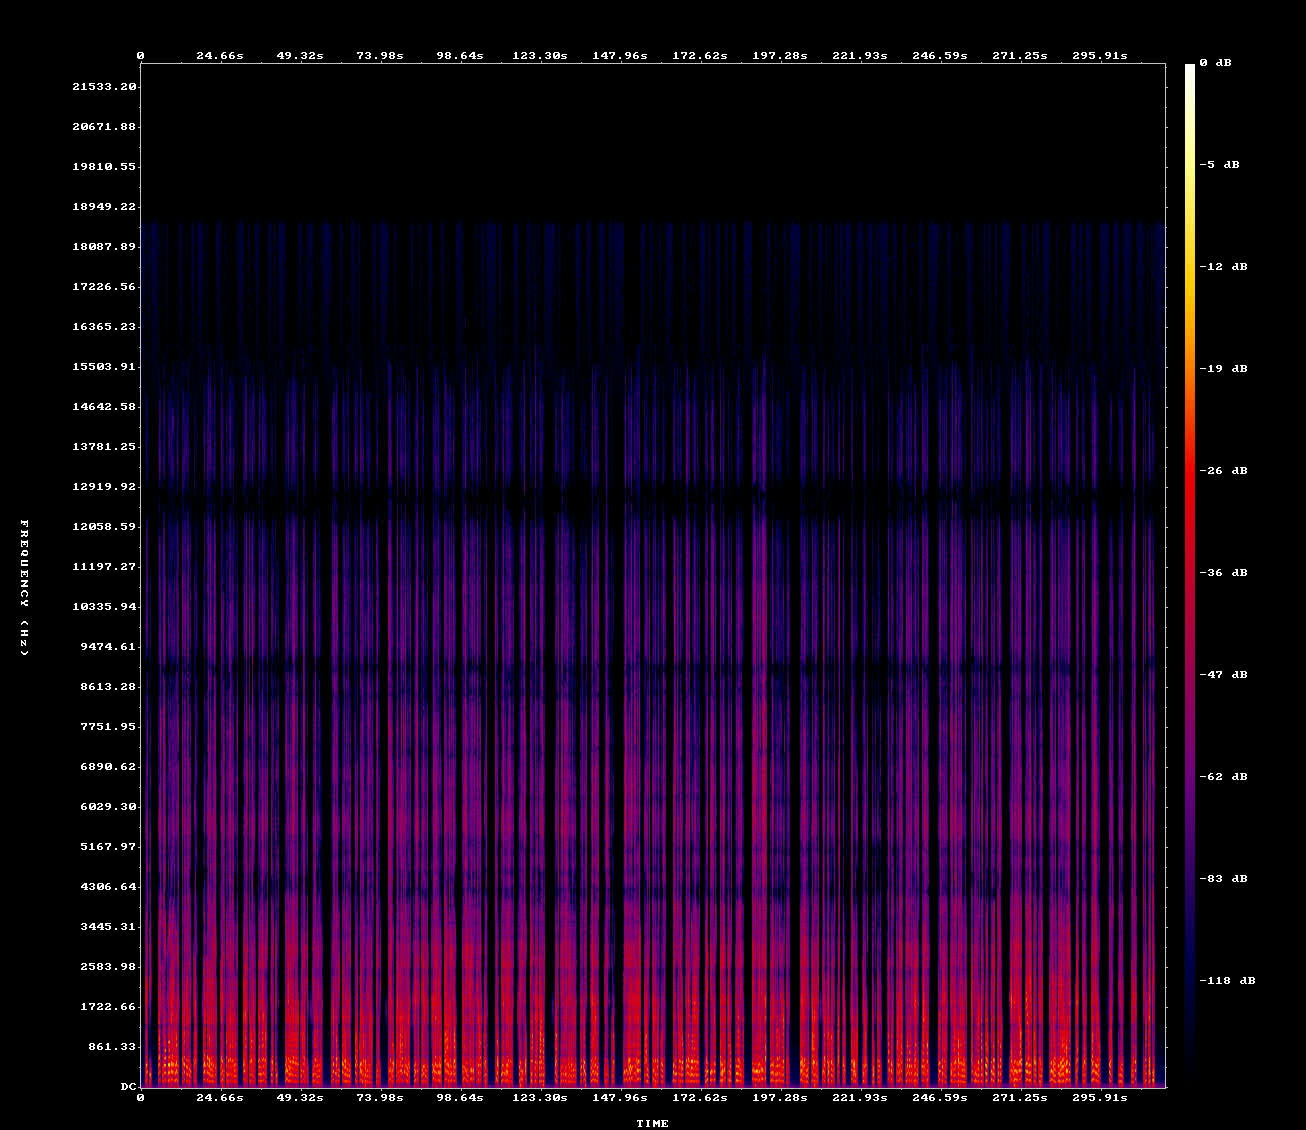 0 24.66s 49.32s 73.98s 98.64s 123.30s 147.96s 172.62s 197.28s 221.93s 246.59s 271.25s 295.91s
0 dB
21533.20
20671.88
-5 dB
19810.55
18949.22
18087.89
-12 dB
17226.56
16365.23
15503.91
-19 dB
14642.58
13781.25
-26 dB
12919.92
12058.59
11197.27
-36 dB
10335.94
9474.61
FREQUENCY (Hz)
-47 dB
8613.28
7751.95
6890.62
-62 dB
6029.30
5167.97
4306.64
-83 dB
3445.31
2583.98
-118 dB
1722.66
861.33
DC
0 24.66s 49.32s 73.98s 98.64s 123.30s 147.96s 172.62s 197.28s 221.93s 246.59s 271.25s 295.91s
TIME